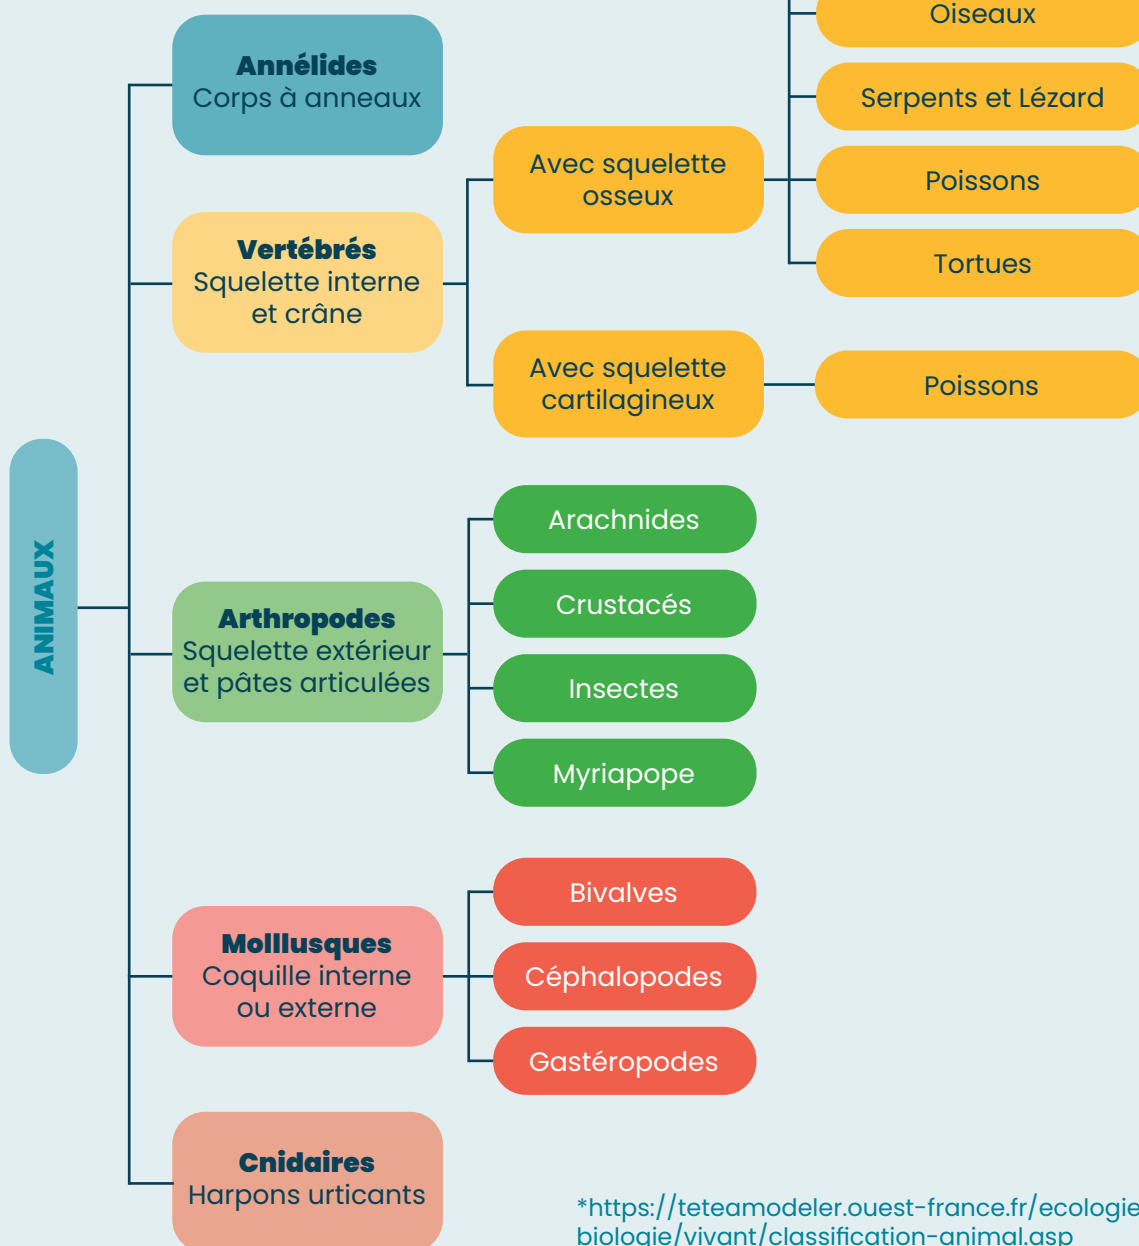 Oiseaux
Annélides
Corps à anneaux
Serpents et Lézard
Avec squelette
osseux
Poissons
Vertébrés
Squelette interne
et crâne
Tortues
Avec squelette
cartilagineux
Poissons
ANIMAUX
Arachnides
Crustacés
Arthropodes
Squelette extérieur
et pâtes articulées
Insectes
Myriapope
Bivalves
Molllusques
Coquille interne
ou externe
Céphalopodes
Gastéropodes
Cnidaires
Harpons urticants
*https://teteamodeler.ouest-france.fr/ecologie
biologie/vivant/classification-animal.asp